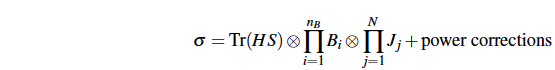 σ = Tr(HS) ⊗ ∏_{i=1}^{n_B} B_i ⊗ ∏_{j=1}^{N} J_j + power corrections